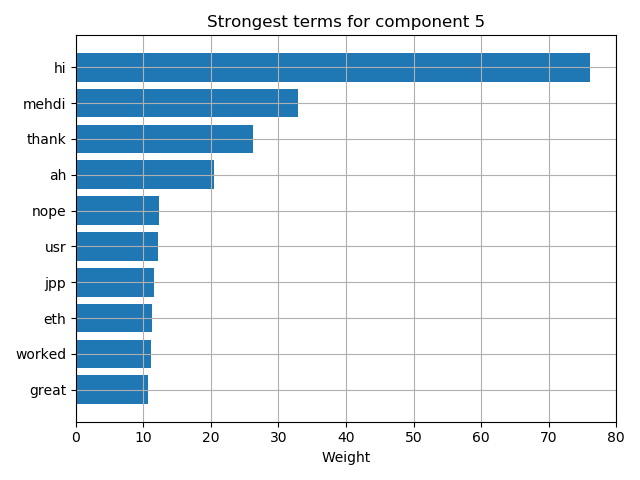 Strongest terms for component 5
hi
mehdi
thank
ah
nope
usr
jpp
eth
worked
great
0 10 20 30 40 50 60 70 80
Weight